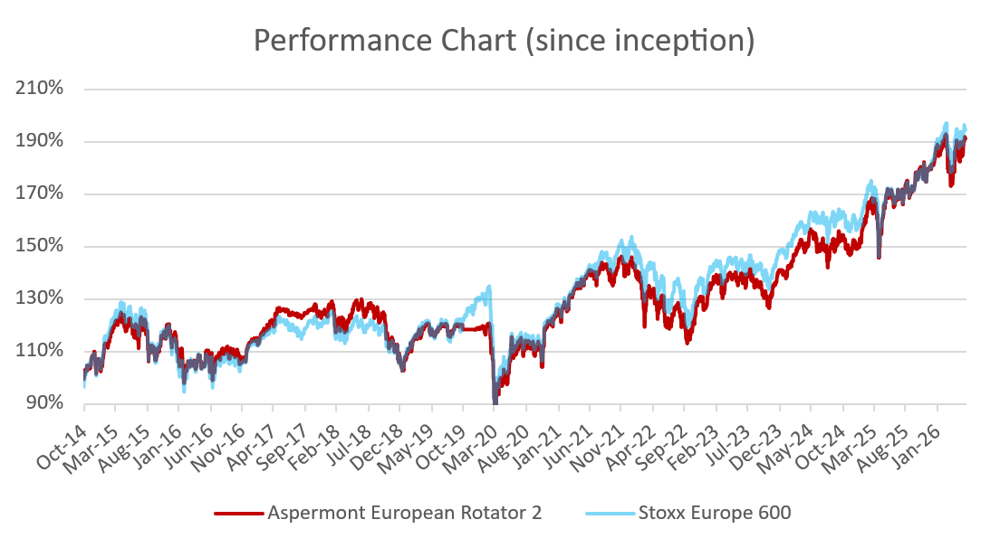 Performance Chart (since inception)
210%
190%
170%
150%
130%
110%
90%
Oct-14
Mar-15
Aug-15
Jan-16
Jun-16
Nov-16
Apr-17
Sep-17
Feb-18
Jul-18
Dec-18
May-19
Oct-19
Mar-20
Aug-20
Jan-21
Jun-21
Nov-21
Apr-22
Sep-22
Feb-23
Jul-23
Dec-23
May-24
Oct-24
Mar-25
Aug-25
Jan-26
Aspermont European Rotator 2
Stoxx Europe 600